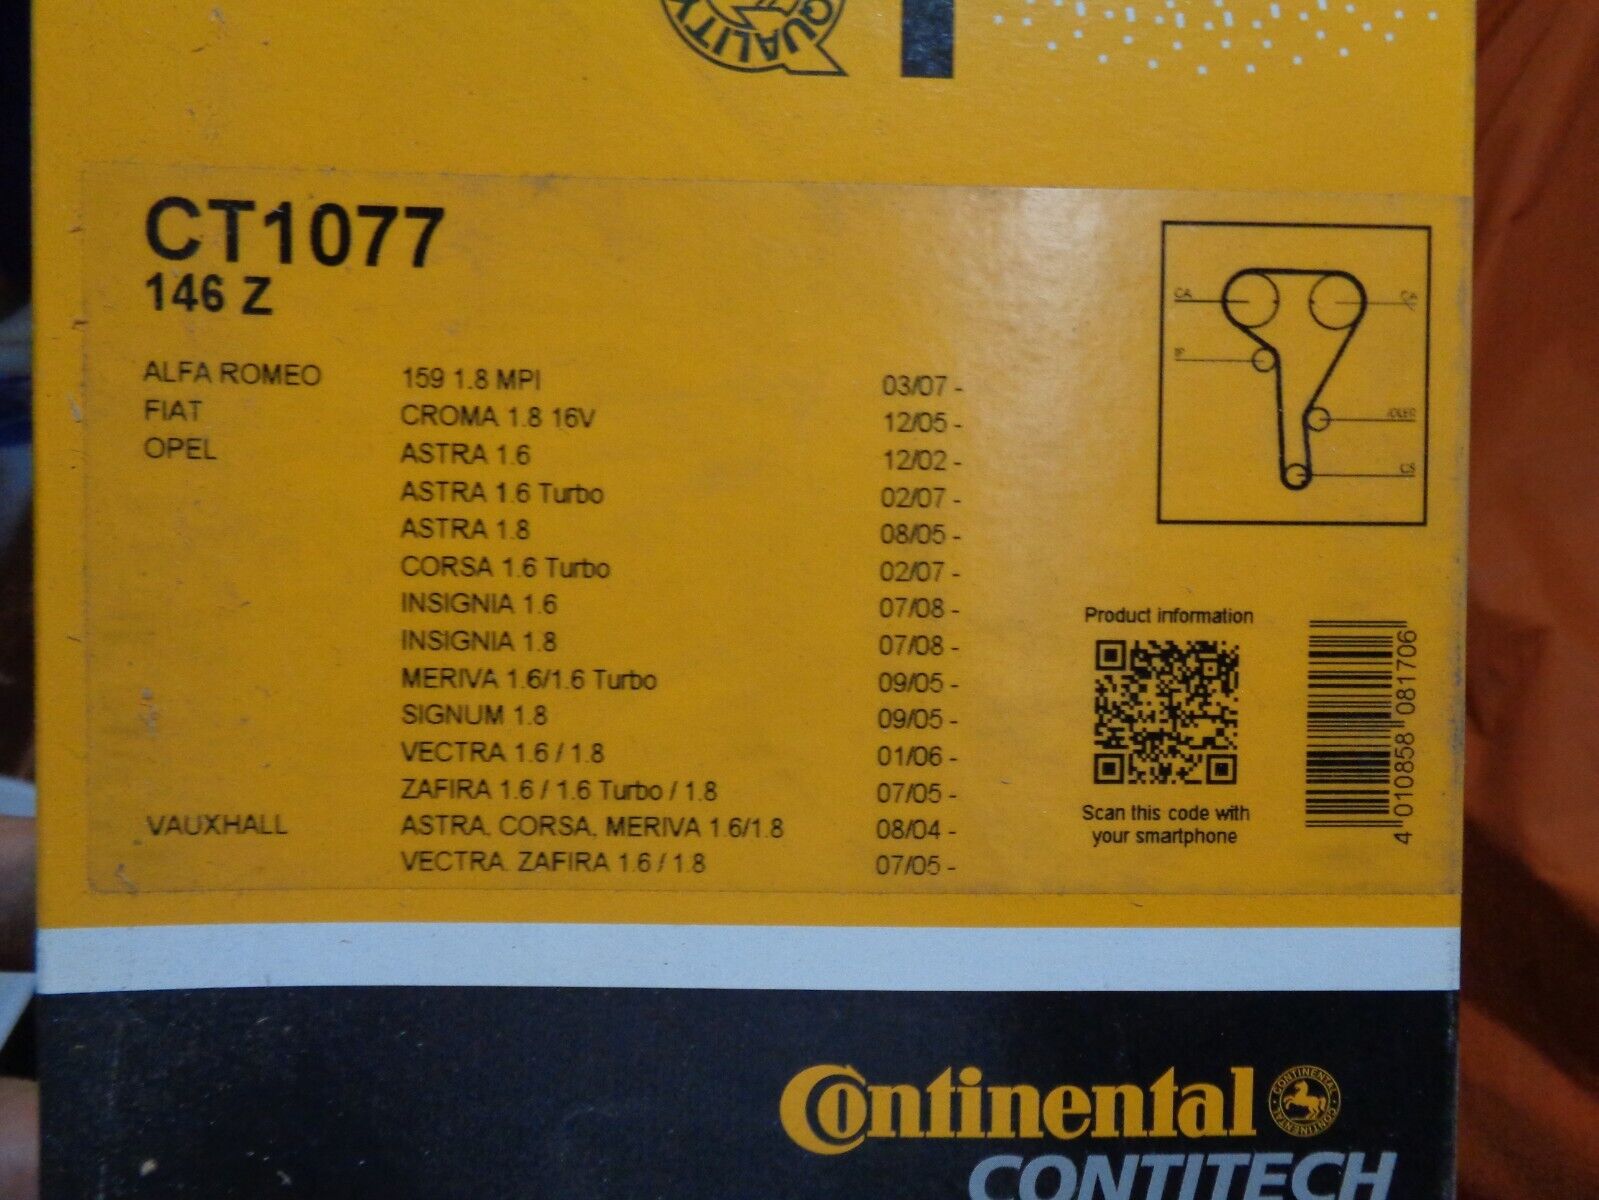 QUALITY
CT1077
146 Z
ALFA ROMEO 159 1.8 MPI 03/07 -
FIAT CROMA 1.8 16V 12/05 -
OPEL ASTRA 1.6 12/02 -
ASTRA 1.6 Turbo 02/07 -
ASTRA 1.8 08/05 -
CORSA 1.6 Turbo 02/07 -
INSIGNIA 1.6 07/08 -
INSIGNIA 1.8 07/08 -
MERIVA 1.6/1.6 Turbo 09/05 -
SIGNUM 1.8 09/05 -
VECTRA 1.6 / 1.8 01/06 -
ZAFIRA 1.6 / 1.6 Turbo / 1.8 07/05 -
VAUXHALL ASTRA, CORSA, MERIVA 1.6/1.8 08/04 -
VECTRA. ZAFIRA 1.6 / 1.8 07/05 -
CA CA
IDLER
CS
Product information
Scan this code with
your smartphone
4 010858 081706
Continental
CONTINENTAL · CONTINENTAL
CONTITECH